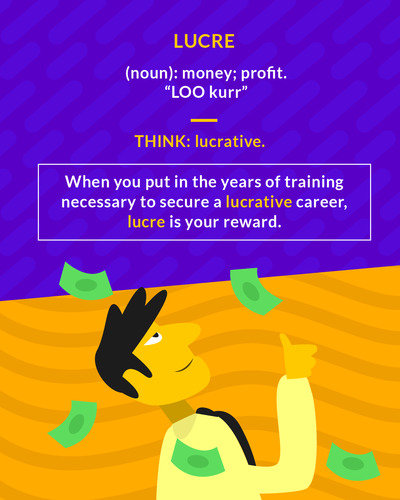 LUCRE
(noun): money; profit.
“LOO kurr”
THINK: lucrative.
When you put in the years of training
necessary to secure a lucrative career,
lucre is your reward.